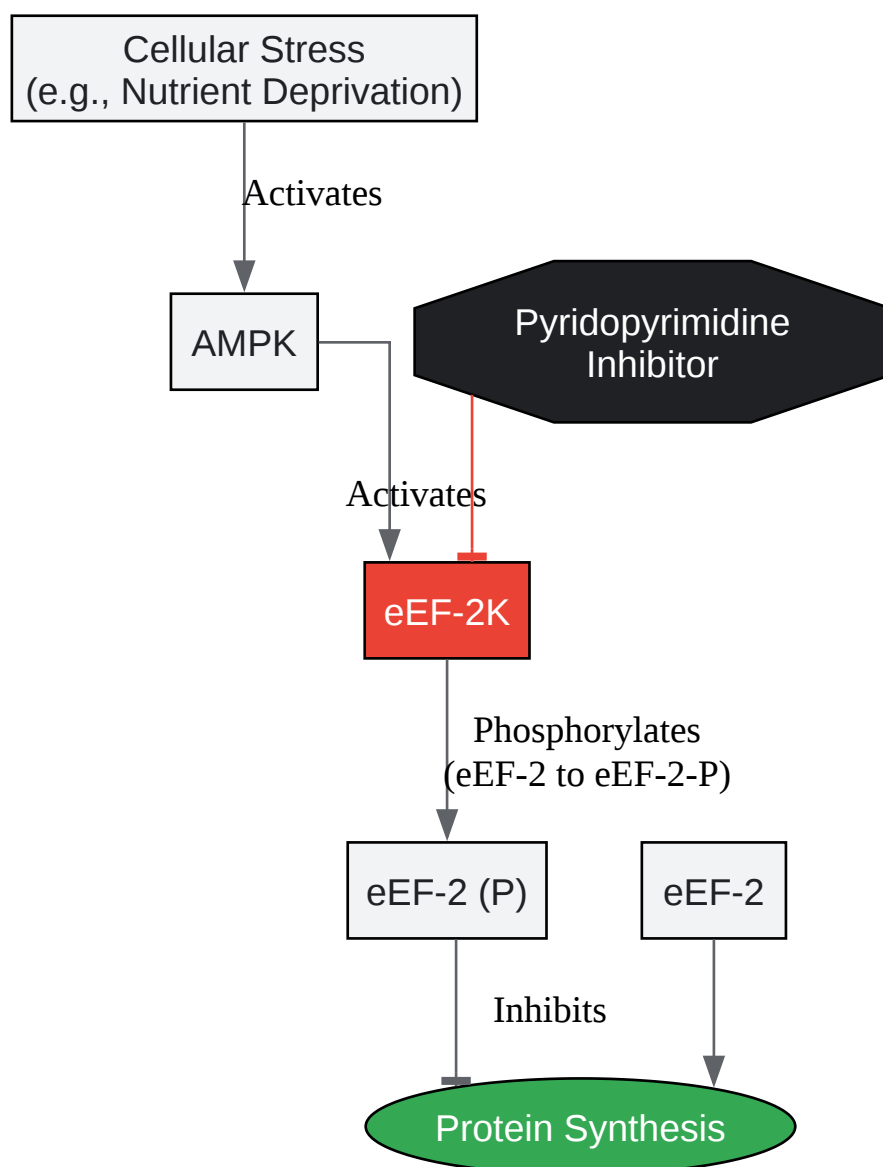 Cellular Stress
(e.g., Nutrient Deprivation)
Activates
AMPK
Pyridopyrimidine
Inhibitor
Activates
eEF-2K
Phosphorylates
(eEF-2 to eEF-2-P)
eEF-2 (P)
eEF-2
Inhibits
Protein Synthesis